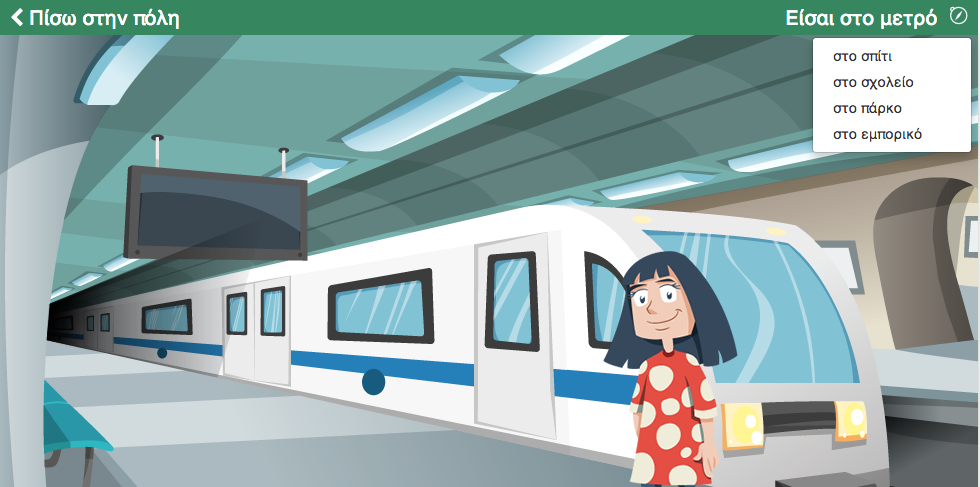 Πίσω στην πόλη
Είσαι στο μετρό
στο σπίτι
στο σχολείο
στο πάρκο
στο εμπορικό